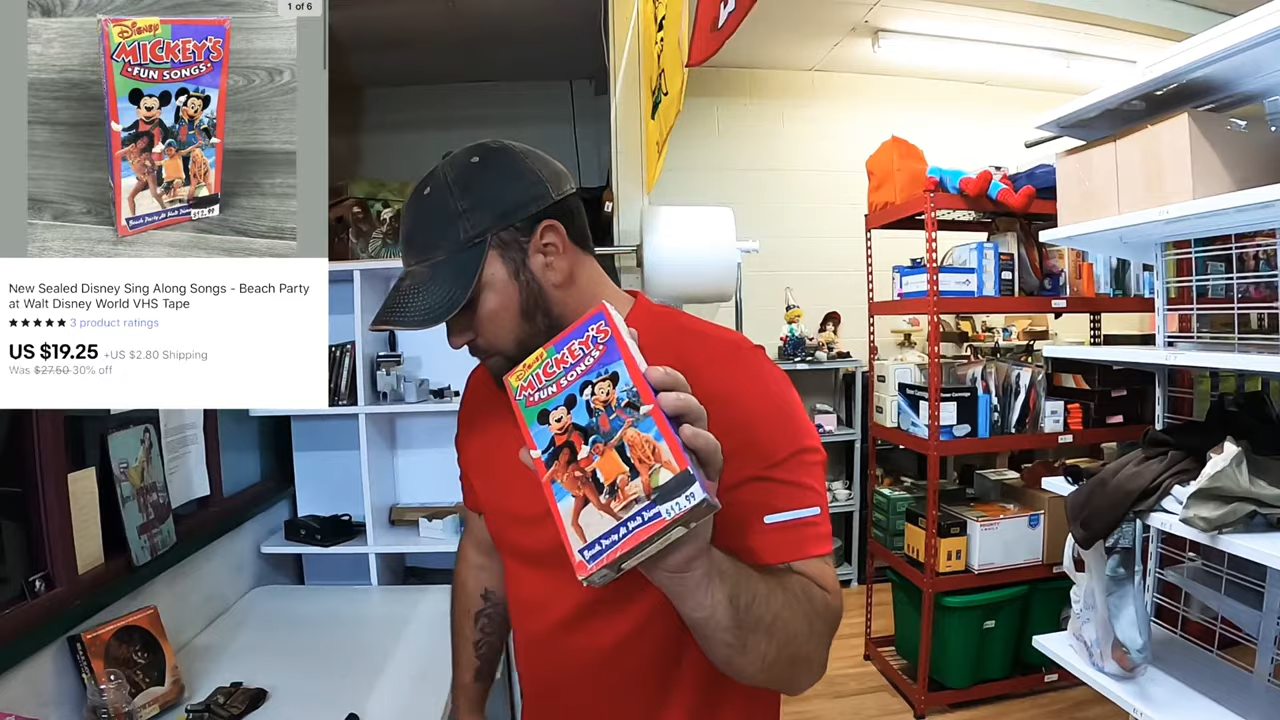 1 of 6
Disney
MICKEY'S
FUN SONGS
Beach Party At Walt Disney
$12.99
New Sealed Disney Sing Along Songs - Beach Party
at Walt Disney World VHS Tape
3 product ratings
US $19.25 +US $2.80 Shipping
Was $27.50 30% off
Disney
MICKEY'S
FUN SONGS
Beach Party At Walt Disney
$12.99